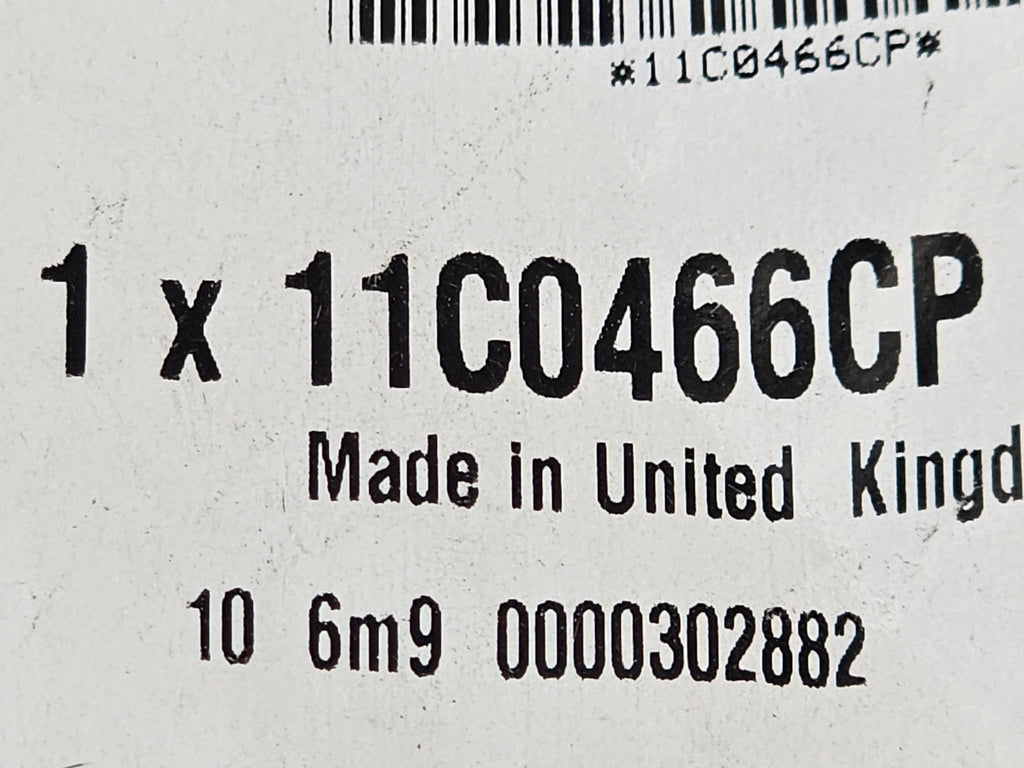 *11C0466CP*
1 x 11C0466CP
Made in United Kingd
10 6m9 0000302882